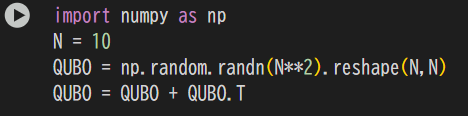 import numpy as np
N = 10
QUBO = np.random.randn(N**2).reshape(N,N)
QUBO = QUBO + QUBO.T